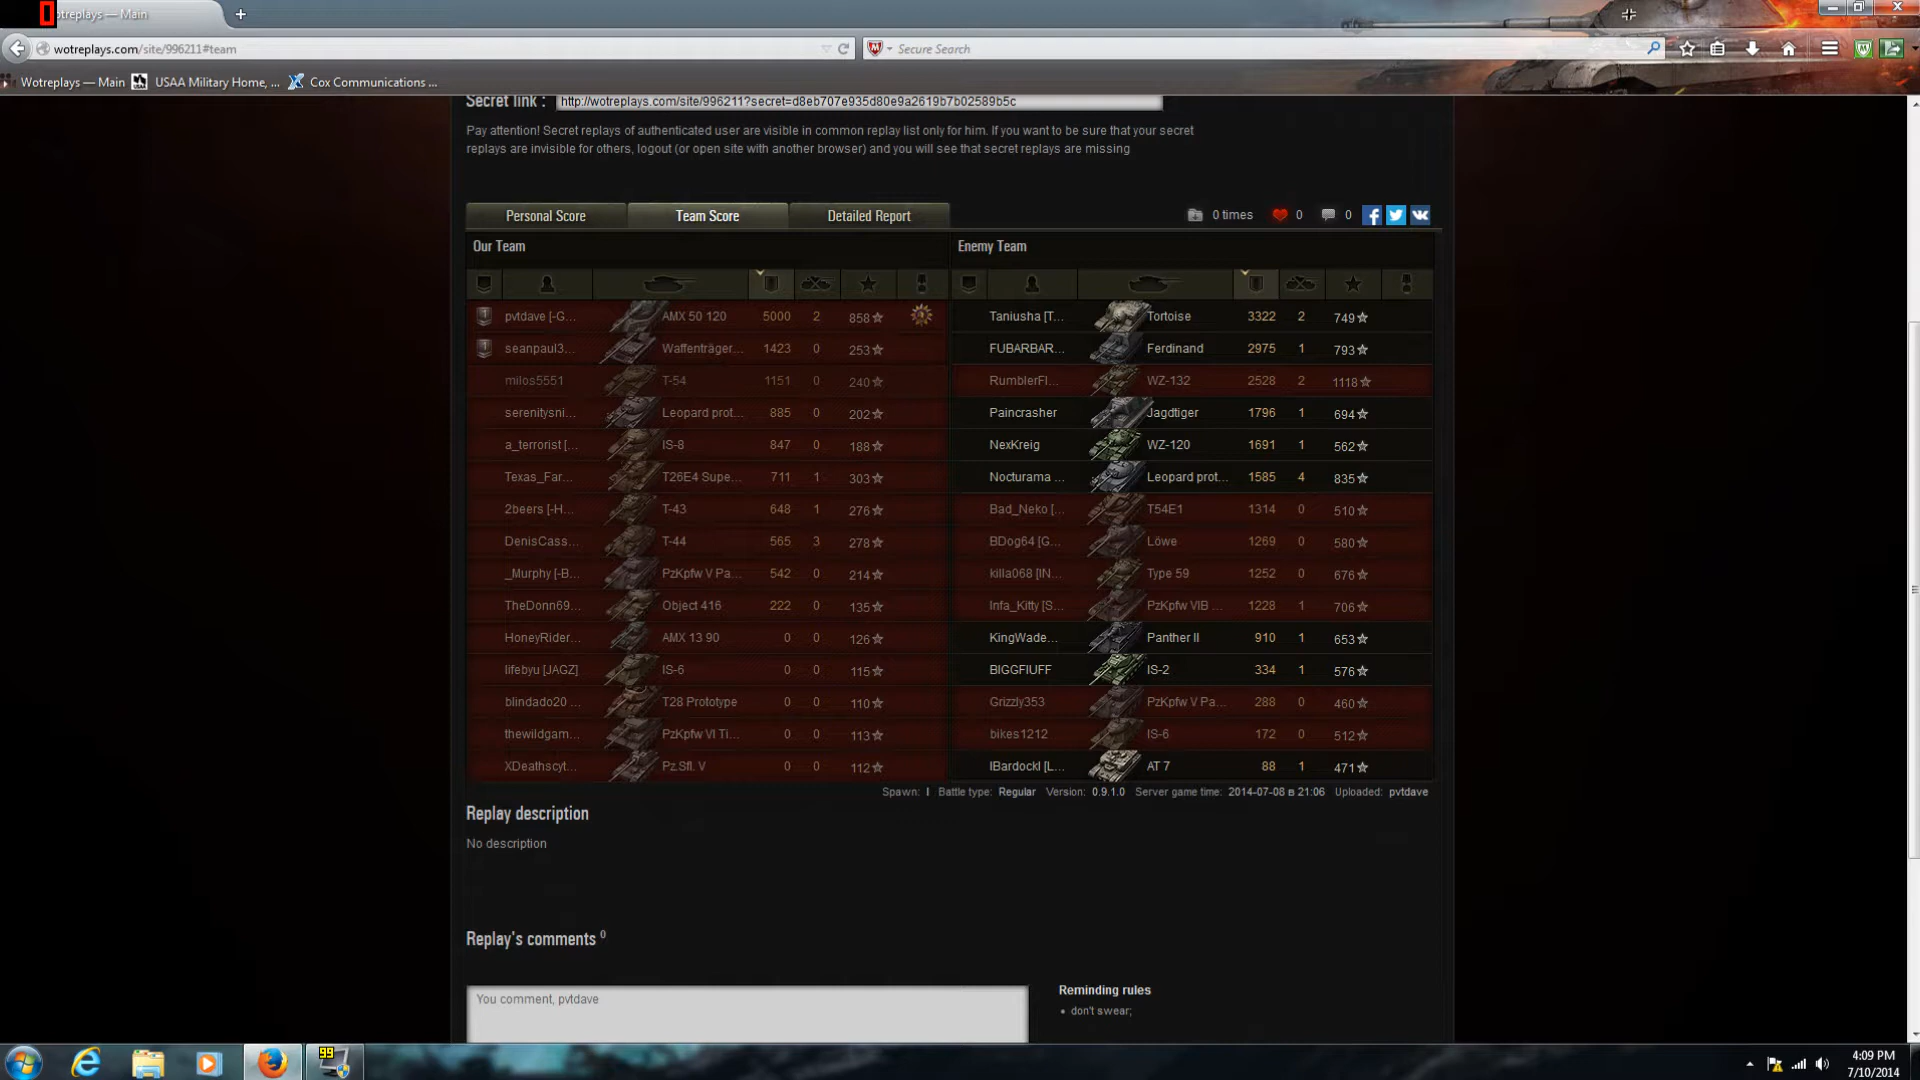 otreplays — Main
wotreplays.com/site/996211#team
Secure Search
Wotreplays — Main
USAA Military Home, ...
Cox Communications ...
Secret link :
http://wotreplays.com/site/996211?secret=d8eb707e935d80e9a2619b7b02589b5c
Pay attention! Secret replays of authenticated user are visible in common replay list only for him. If you want to be sure that your secret
replays are invisible for others, logout (or open site with another browser) and you will see that secret replays are missing
Personal Score
Team Score
Detailed Report
0 times
0
0
Our Team
Enemy Team
pvtdave [-G... AMX 50 120 5000 2 858
Taniusha [T... Tortoise 3322 2 749
seanpaul3... Waffenträger... 1423 0 253
FUBARBAR... Ferdinand 2975 1 793
milos5551 T-54 1151 0 240
RumblerFl... WZ-132 2528 2 1118
serenitysni... Leopard prot... 885 0 202
Paincrasher Jagdtiger 1796 1 694
a_terrorist [... IS-8 847 0 188
NexKreig WZ-120 1691 1 562
Texas_Far... T26E4 Supe... 711 1 303
Nocturama ... Leopard prot... 1585 4 835
2beers [-H... T-43 648 1 276
Bad_Neko [... T54E1 1314 0 510
DenisCass... T-44 565 3 278
BDog64 [G... Löwe 1269 0 580
_Murphy [-B... PzKpfw V Pa... 542 0 214
killa068 [IN... Type 59 1252 0 676
TheDonn69... Object 416 222 0 135
Infa_Kitty [S... PzKpfw VIB ... 1228 1 706
HoneyRider... AMX 13 90 0 0 126
KingWade... Panther II 910 1 653
lifebyu [JAGZ] IS-6 0 0 115
BIGGFIUFF IS-2 334 1 576
blindado20 ... T28 Prototype 0 0 110
Grizzly353 PzKpfw V Pa... 288 0 460
thewildgam... PzKpfw VI Ti... 0 0 113
bikes1212 IS-6 172 0 512
XDeathscyt... Pz.Sfl. V 0 0 112
IBardockI [L... AT 7 88 1 471
Spawn: I Battle type: Regular Version: 0.9.1.0 Server game time: 2014-07-08 в 21:06 Uploaded: pvtdave
Replay description
No description
Replay's comments 0
You comment, pvtdave
Reminding rules
• don't swear;
99
4:09 PM
7/10/2014